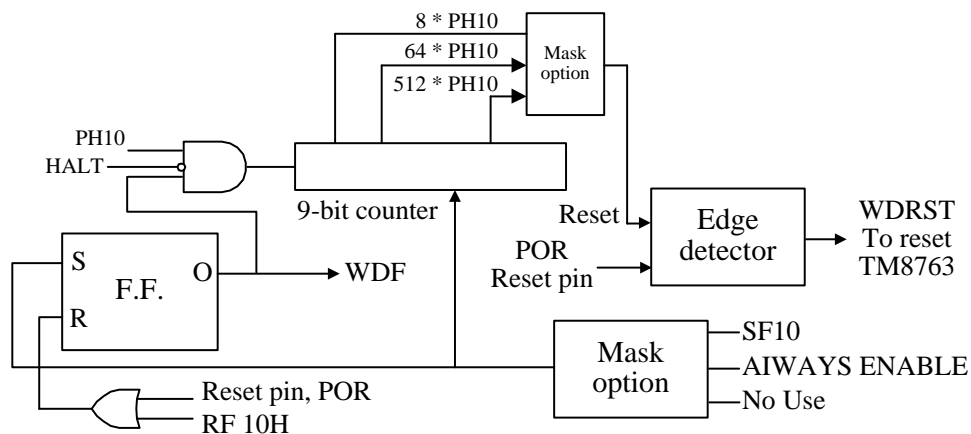 8 * PH10
64 * PH10
512 * PH10
Mask
option
PH10
HALT
9-bit counter
Reset
POR
Reset pin
Edge
detector
WDRST
To reset
TM8763
S
O
F.F.
R
WDF
Mask
option
SF10
AIWAYS ENABLE
No Use
Reset pin, POR
RF 10H